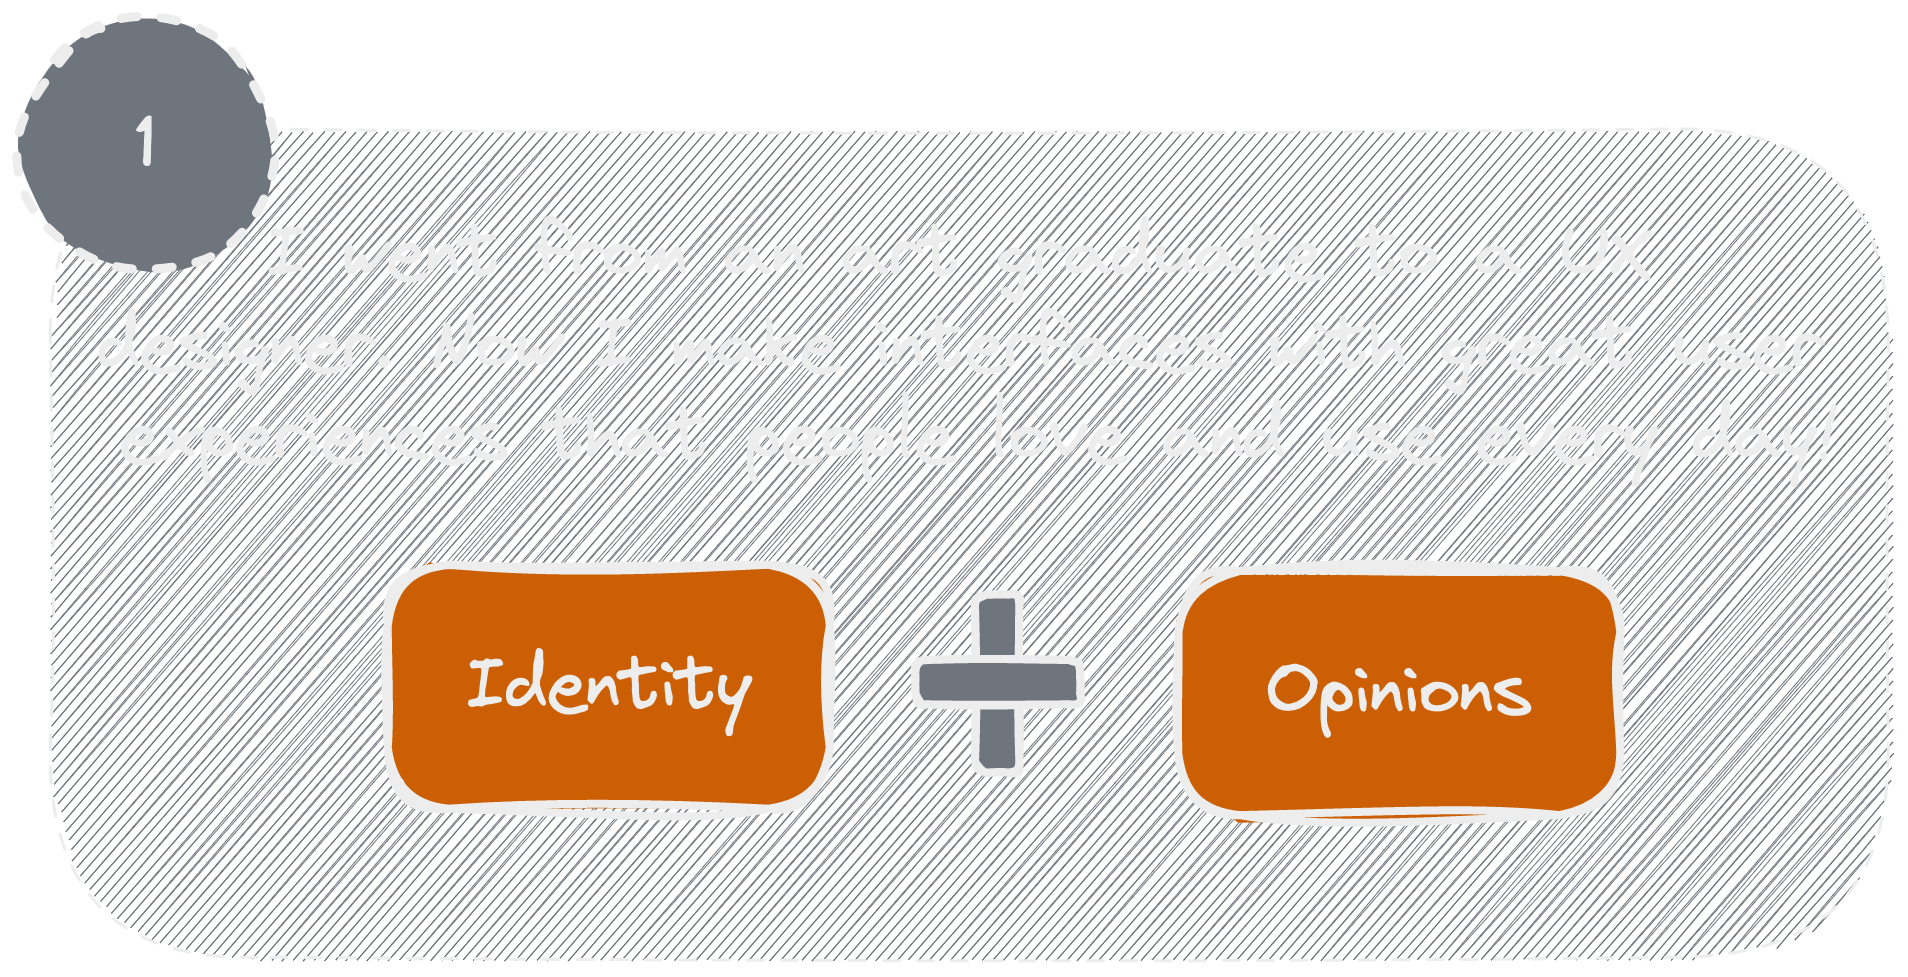 1
I went from an art graduate to a UX
designer. Now I make interfaces with great user
experiences that people love and use every day!
Identity
Opinions